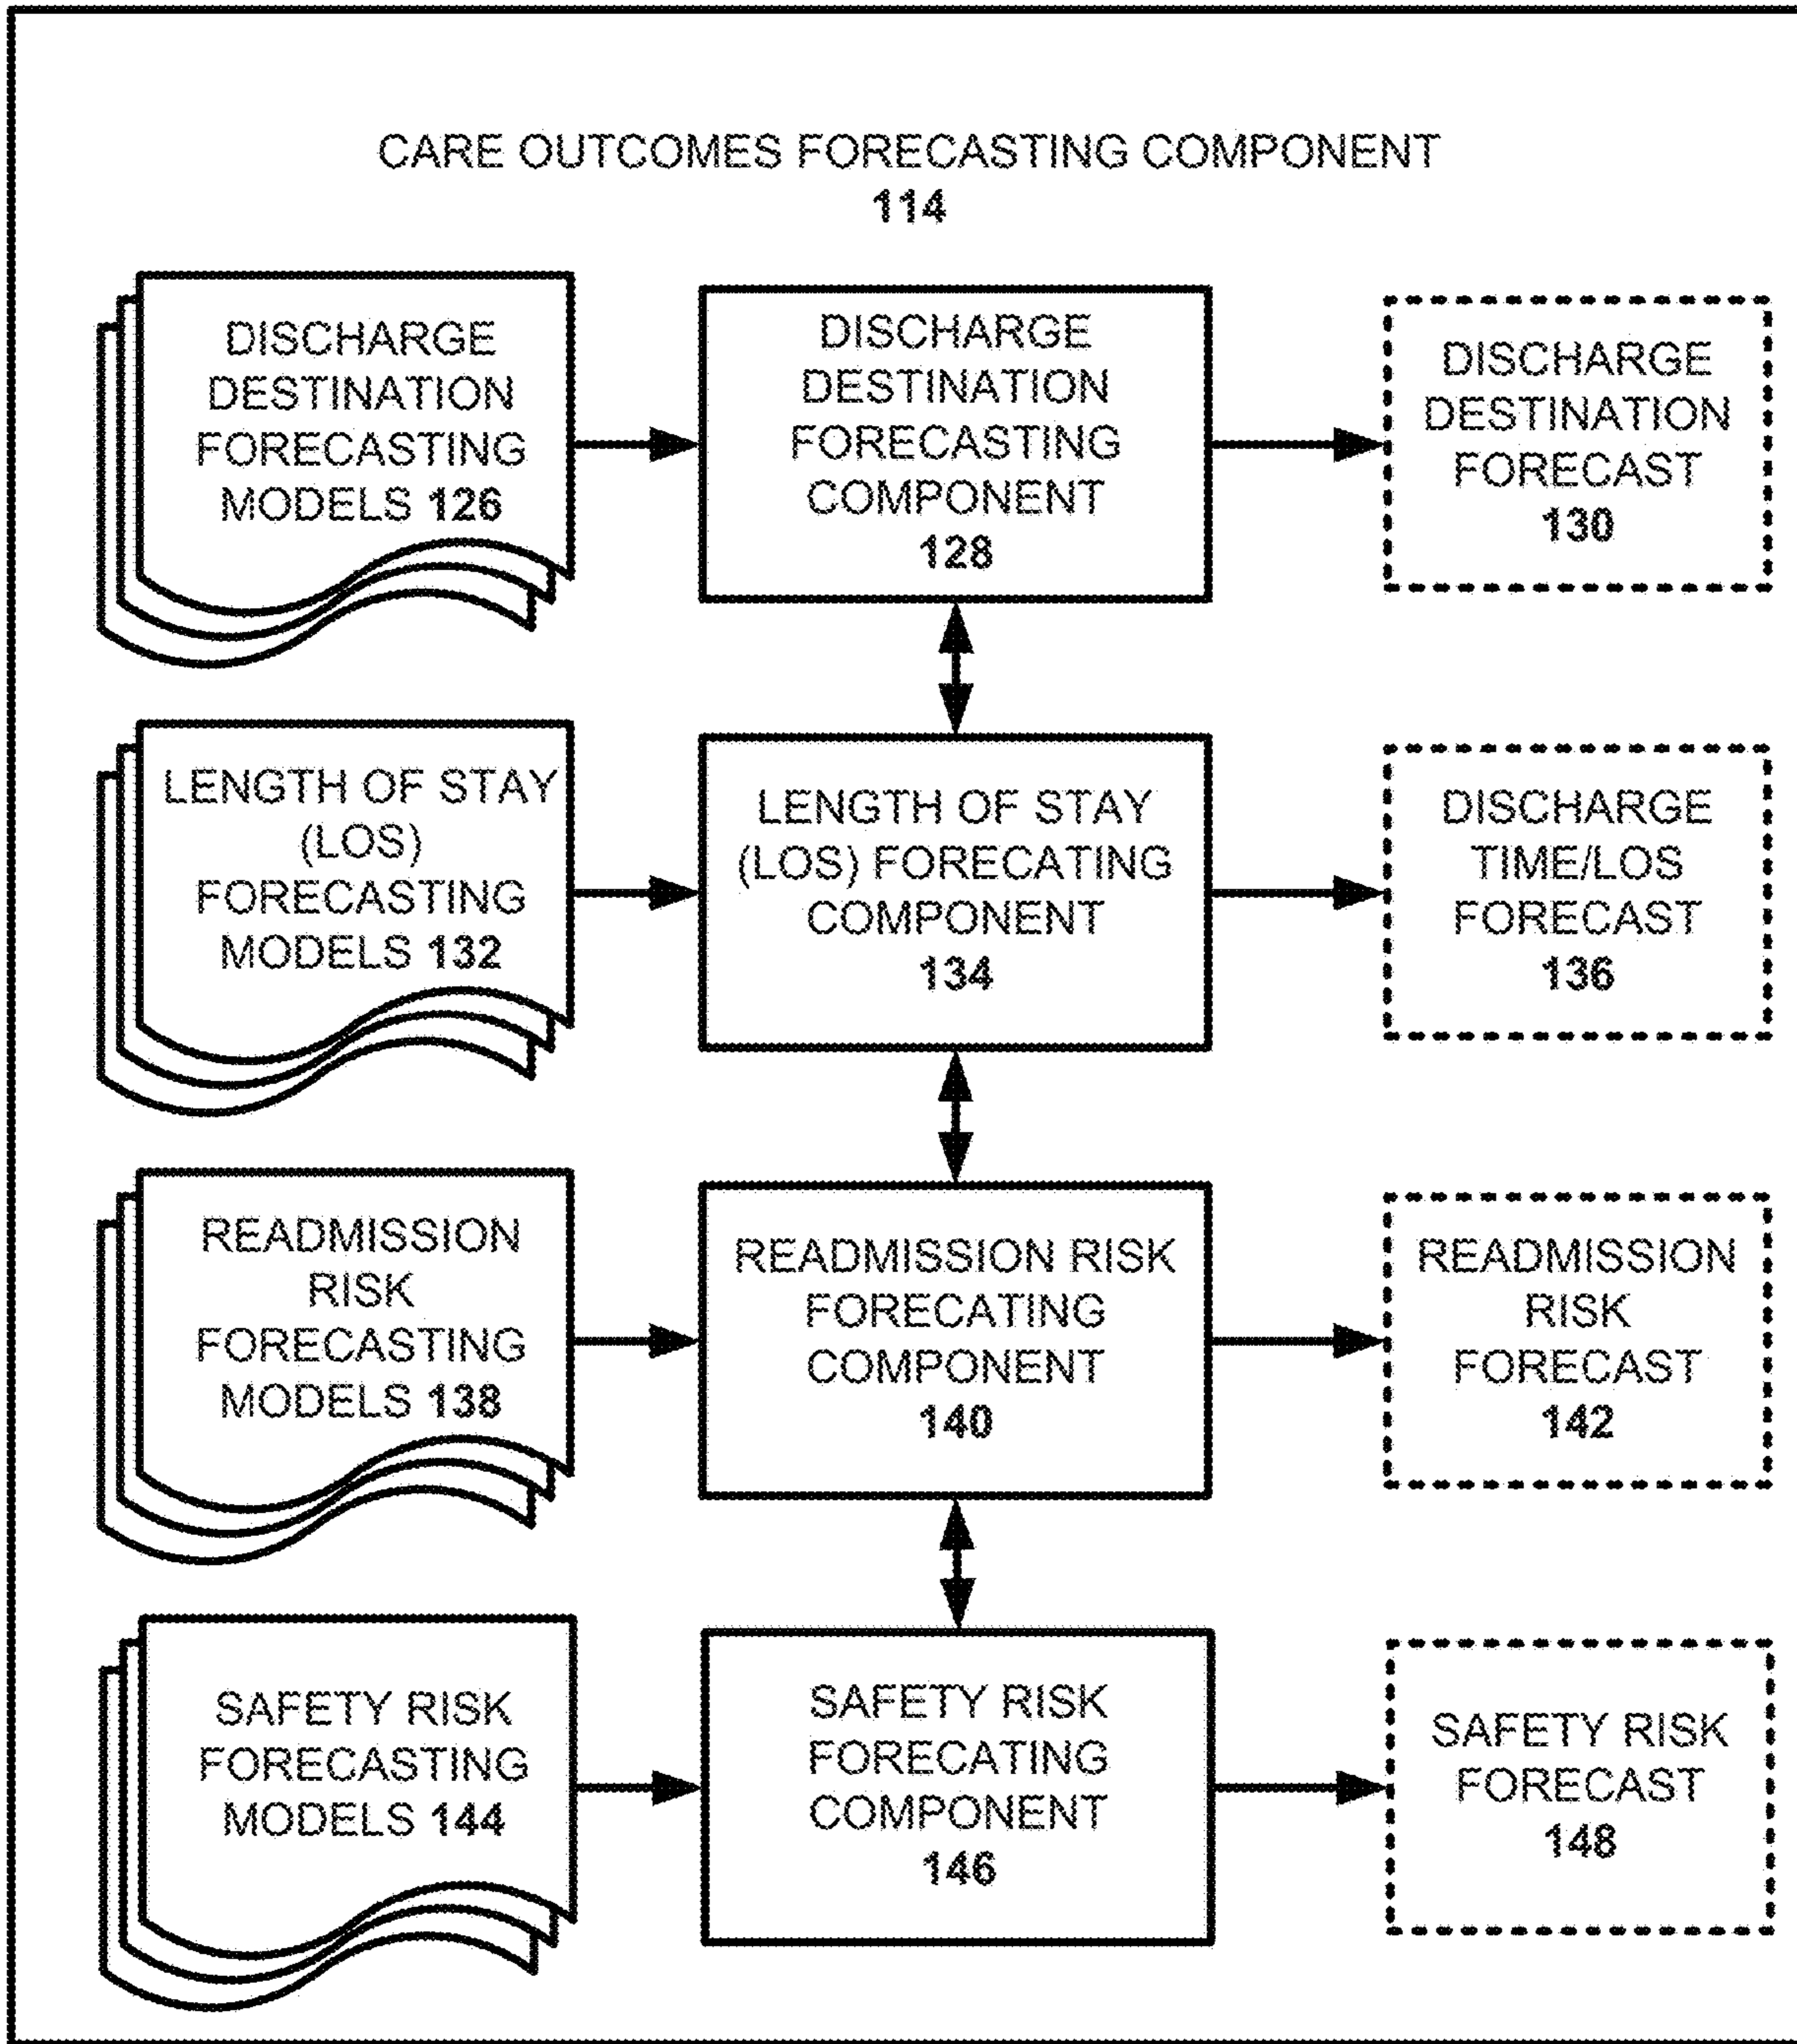 CARE OUTCOMES FORECASTING COMPONENT
114
DISCHARGE
DESTINATION
FORECASTING
MODELS 126
DISCHARGE
DESTINATION
FORECASTING
COMPONENT
128
DISCHARGE
DESTINATION
FORECAST
130
LENGTH OF STAY
(LOS)
FORECASTING
MODELS 132
LENGTH OF STAY
(LOS) FORECATING
COMPONENT
134
DISCHARGE
TIME/LOS
FORECAST
136
READMISSION
RISK
FORECASTING
MODELS 138
READMISSION RISK
FORECATING
COMPONENT
140
READMISSION
RISK
FORECAST
142
SAFETY RISK
FORECASTING
MODELS 144
SAFETY RISK
FORECATING
COMPONENT
146
SAFETY RISK
FORECAST
148